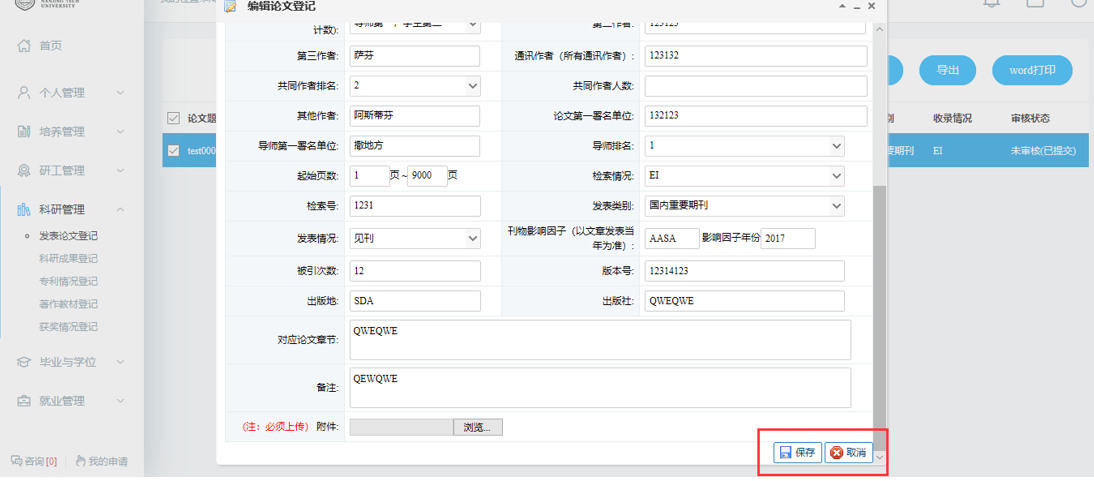 NANJING TECH
UNIVERSITY
编辑论文登记
首页
个人管理
培养管理
研工管理
科研管理
发表论文登记
科研成果登记
专利情况登记
著作教材登记
获奖情况登记
毕业与学位
就业管理
咨询[0]
我的申请
计数):
第三作者: 萨芬 通讯作者（所有通讯作者）: 123132
共同作者排名: 2 共同作者人数:
其他作者: 阿斯蒂芬 论文第一署名单位: 132123
导师第一署名单位: 撒地方 导师排名: 1
起始页数: 1 页~ 9000 页 检索情况: EI
检索号: 1231 发表类别: 国内重要期刊
发表情况: 见刊 刊物影响因子（以文章发表当
年为准）: AASA 影响因子年份 2017
被引次数: 12 版本号: 12314123
出版地: SDA 出版社: QWEQWE
对应论文章节: QWEQWE
备注: QEWQWE
(注：必须上传) 附件: 浏览...
保存 取消
导出 word打印
论文题 收录情况 审核状态
test000 要期刊 EI 未审核(已提交)